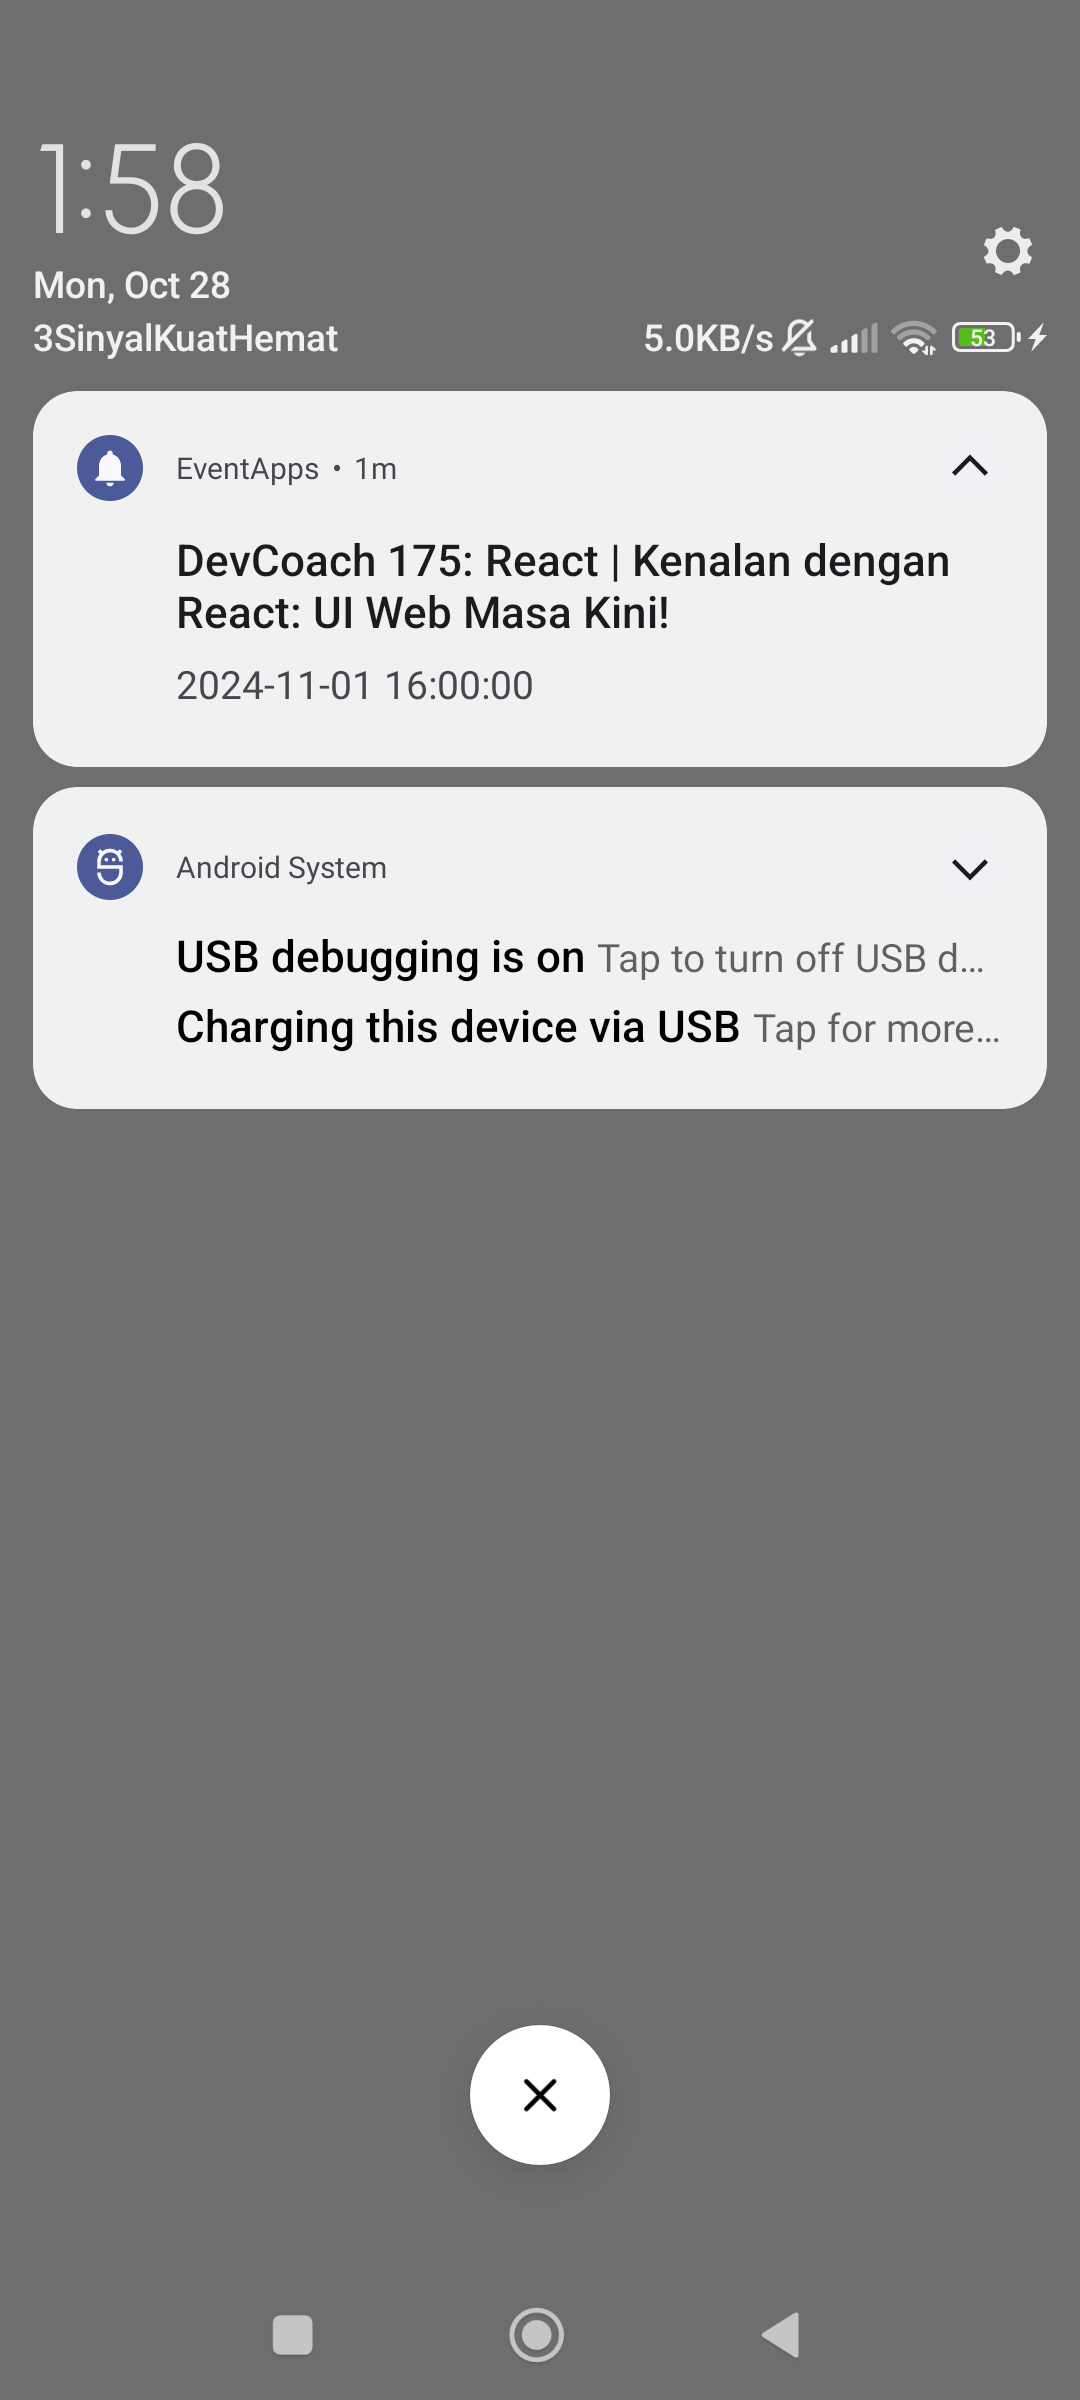 1:58
Mon, Oct 28
3SinyalKuatHemat
5.0KB/s
53
EventApps • 1m
DevCoach 175: React | Kenalan dengan
React: UI Web Masa Kini!
2024-11-01 16:00:00
Android System
USB debugging is on Tap to turn off USB d...
Charging this device via USB Tap for more...